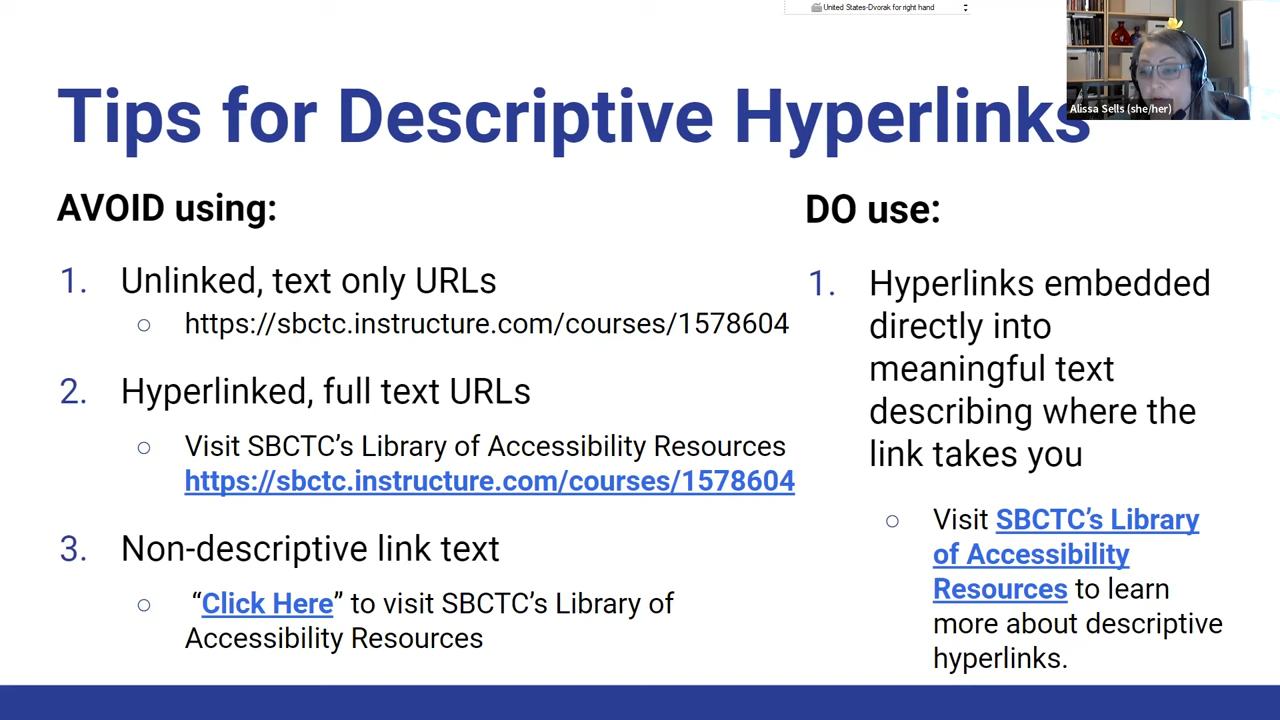 United States-Dvorak for right hand
Alissa Sells (she/her)
Tips for Descriptive Hyperlinks
AVOID using:
1. Unlinked, text only URLs
○ https://sbctc.instructure.com/courses/1578604
2. Hyperlinked, full text URLs
○ Visit SBCTC’s Library of Accessibility Resources
https://sbctc.instructure.com/courses/1578604
3. Non-descriptive link text
○ “Click Here” to visit SBCTC’s Library of
Accessibility Resources
DO use:
1. Hyperlinks embedded
directly into
meaningful text
describing where the
link takes you
○ Visit SBCTC’s Library
of Accessibility
Resources to learn
more about descriptive
hyperlinks.